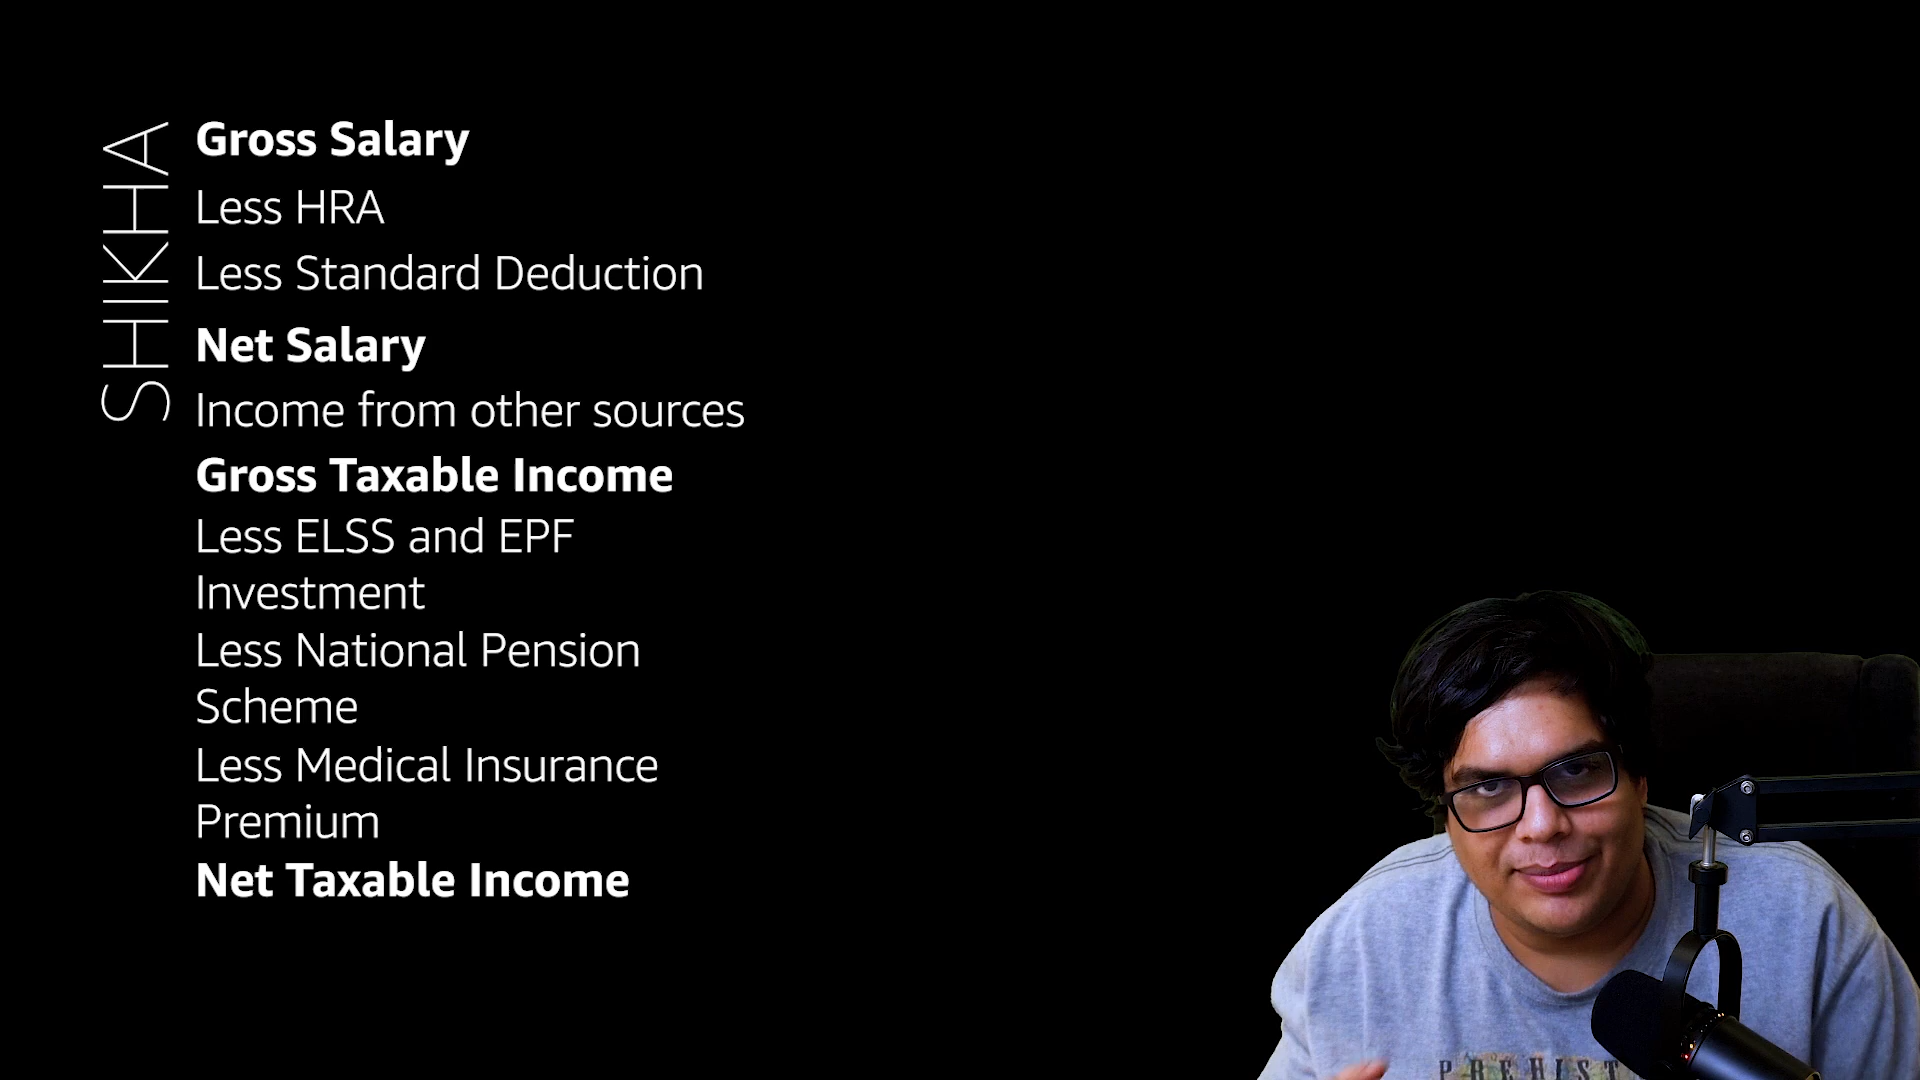 SHIKHA
Gross Salary
Less HRA
Less Standard Deduction
Net Salary
Income from other sources
Gross Taxable Income
Less ELSS and EPF
Investment
Less National Pension
Scheme
Less Medical Insurance
Premium
Net Taxable Income
PREHIST